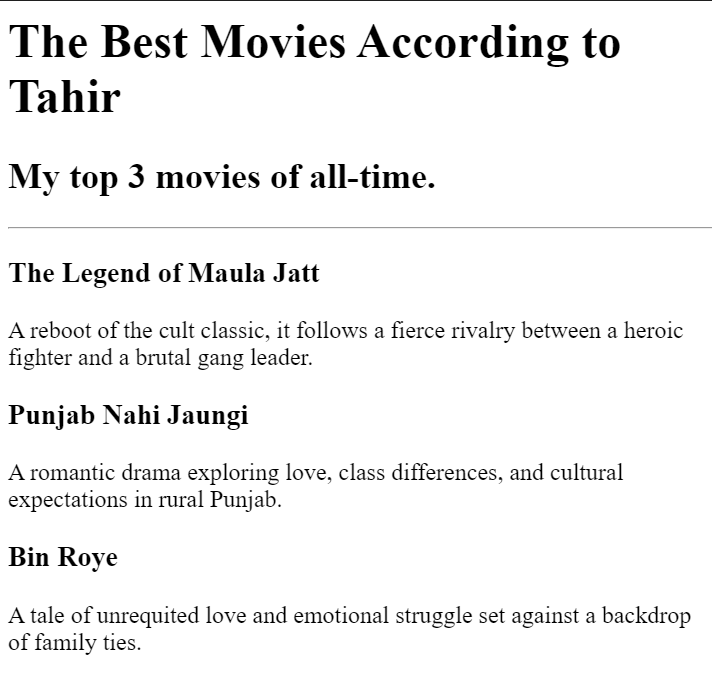 The Best Movies According to
Tahir
My top 3 movies of all-time.
The Legend of Maula Jatt
A reboot of the cult classic, it follows a fierce rivalry between a heroic
fighter and a brutal gang leader.
Punjab Nahi Jaungi
A romantic drama exploring love, class differences, and cultural
expectations in rural Punjab.
Bin Roye
A tale of unrequited love and emotional struggle set against a backdrop
of family ties.